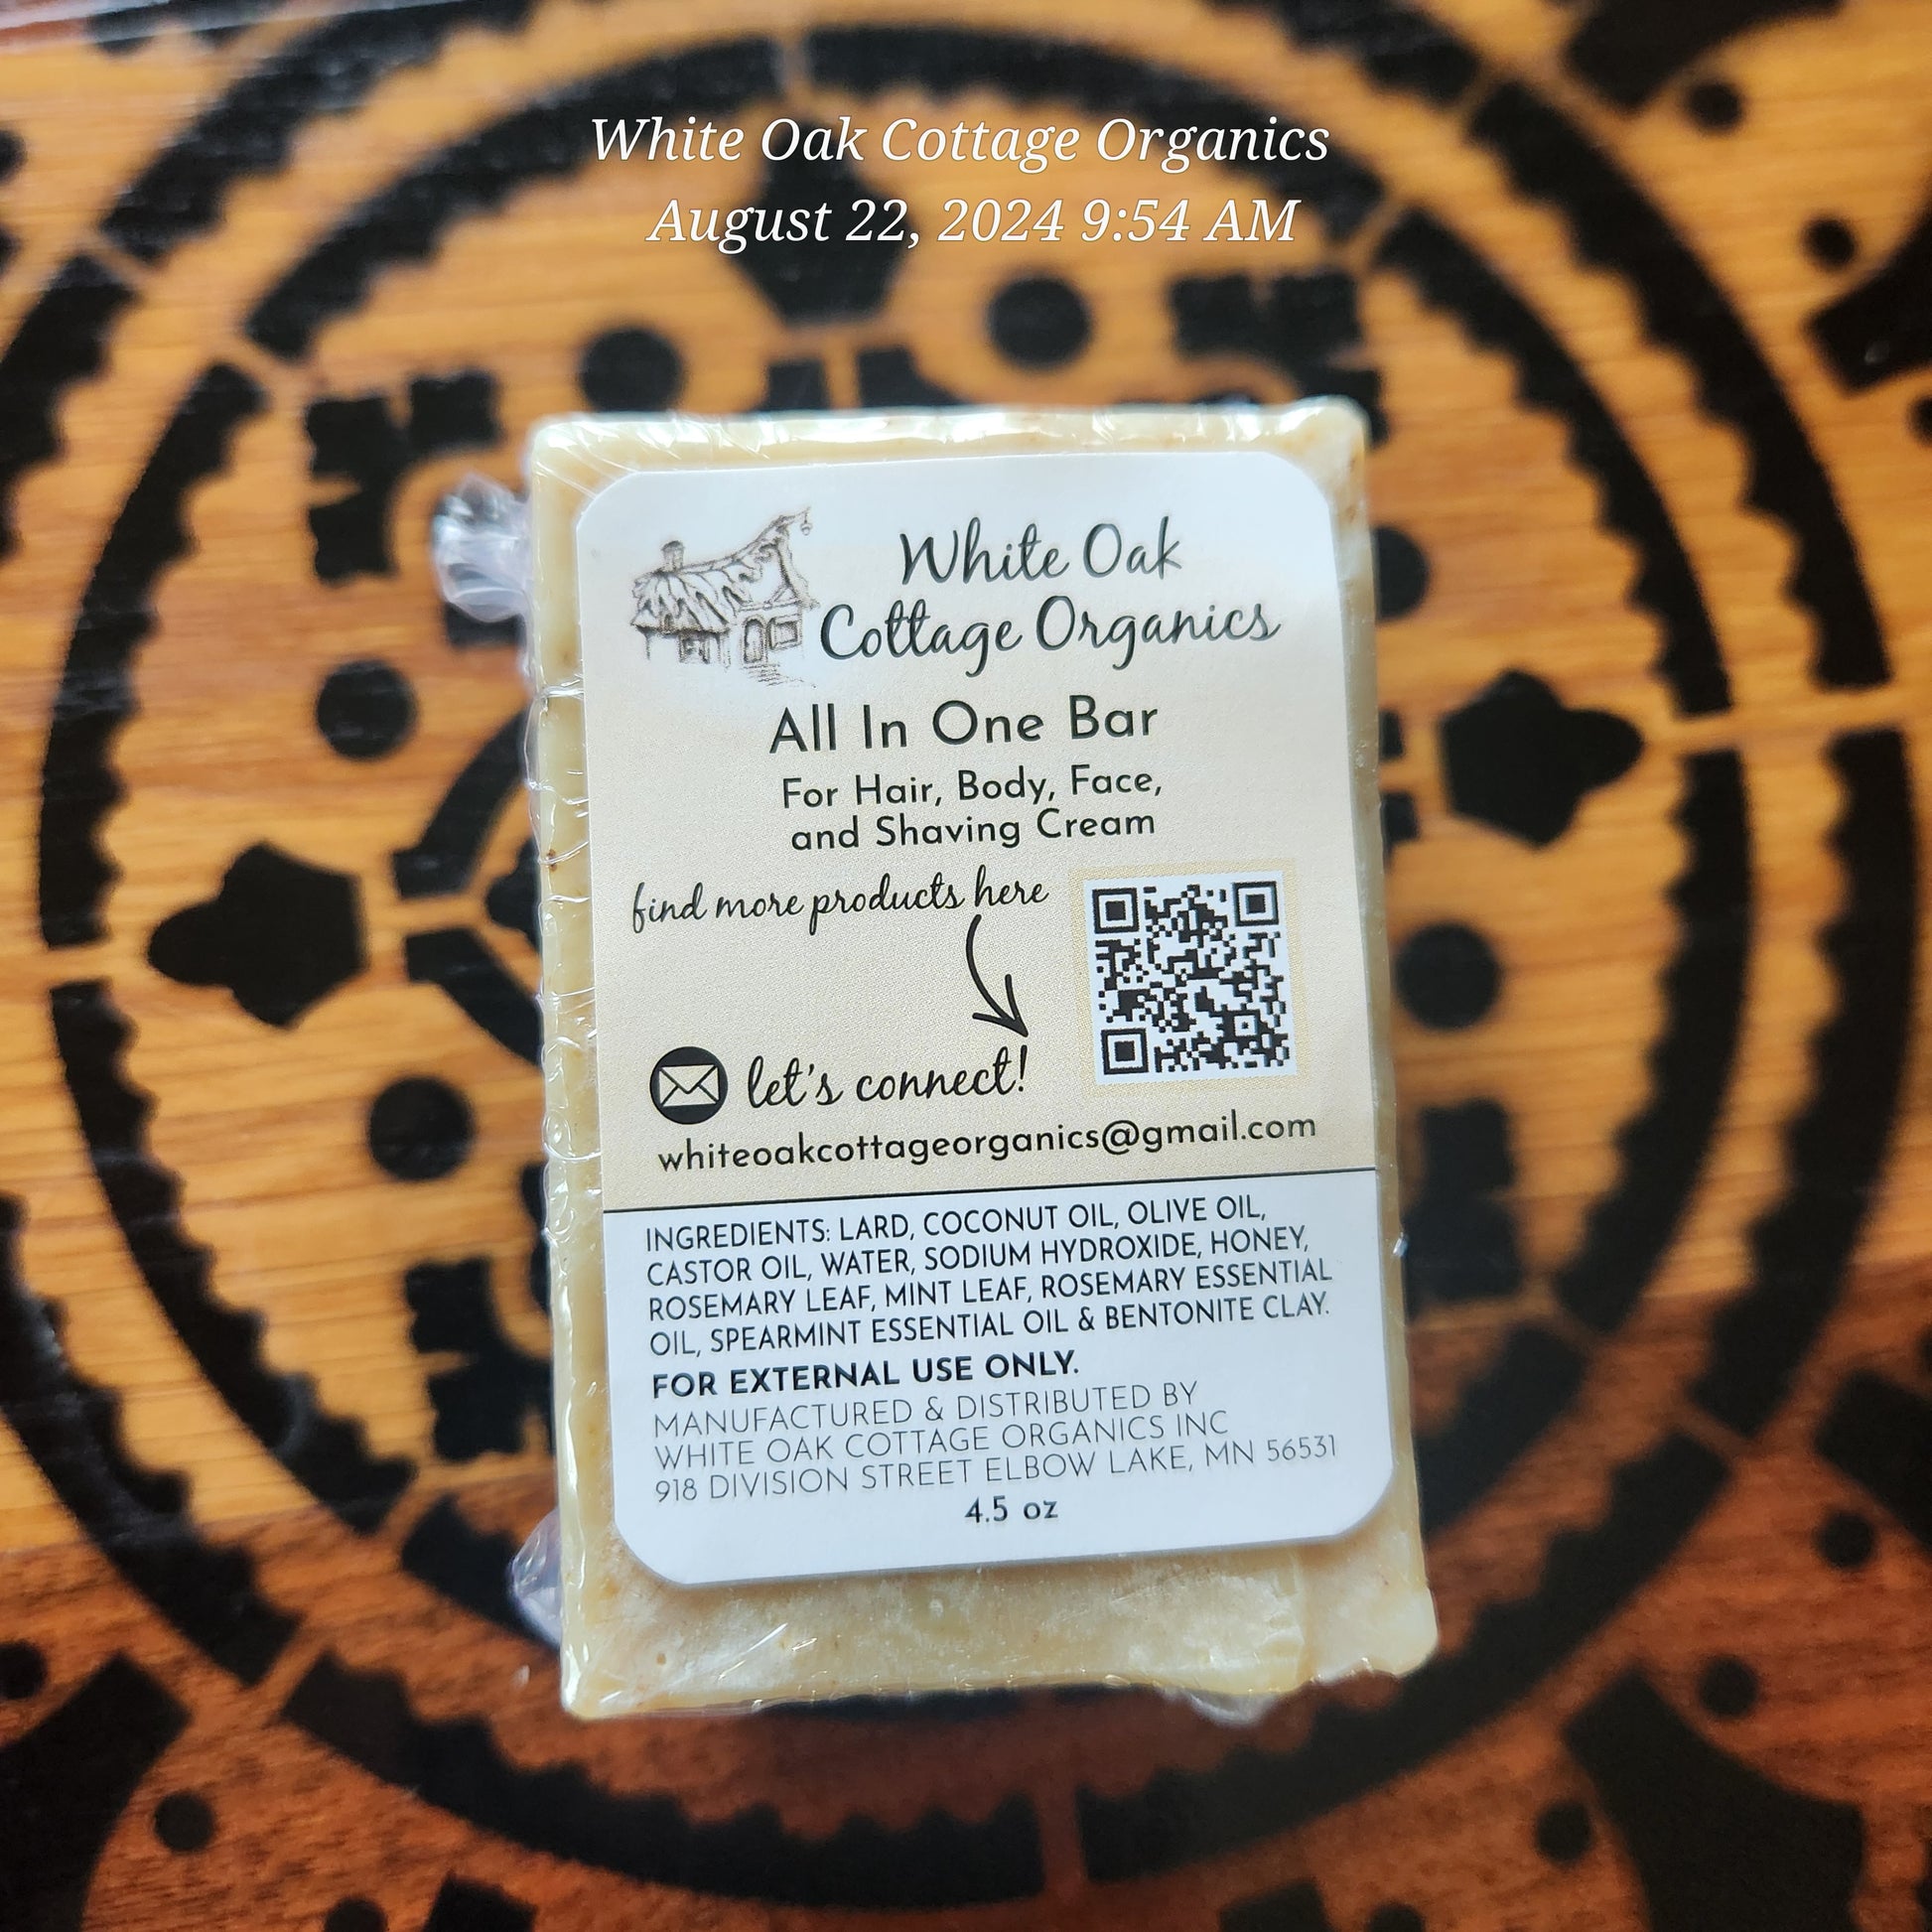 White Oak Cottage Organics
August 22, 2024 9:54 AM
White Oak
Cottage Organics
All In One Bar
For Hair, Body, Face,
and Shaving Cream
find more products here
let's connect!
whiteoakcottageorganics@gmail.com
INGREDIENTS: LARD, COCONUT OIL, OLIVE OIL,
CASTOR OIL, WATER, SODIUM HYDROXIDE, HONEY,
ROSEMARY LEAF, MINT LEAF, ROSEMARY ESSENTIAL
OIL, SPEARMINT ESSENTIAL OIL & BENTONITE CLAY.
FOR EXTERNAL USE ONLY.
MANUFACTURED & DISTRIBUTED BY
WHITE OAK COTTAGE ORGANICS INC
918 DIVISION STREET ELBOW LAKE, MN 56531
4.5 oz